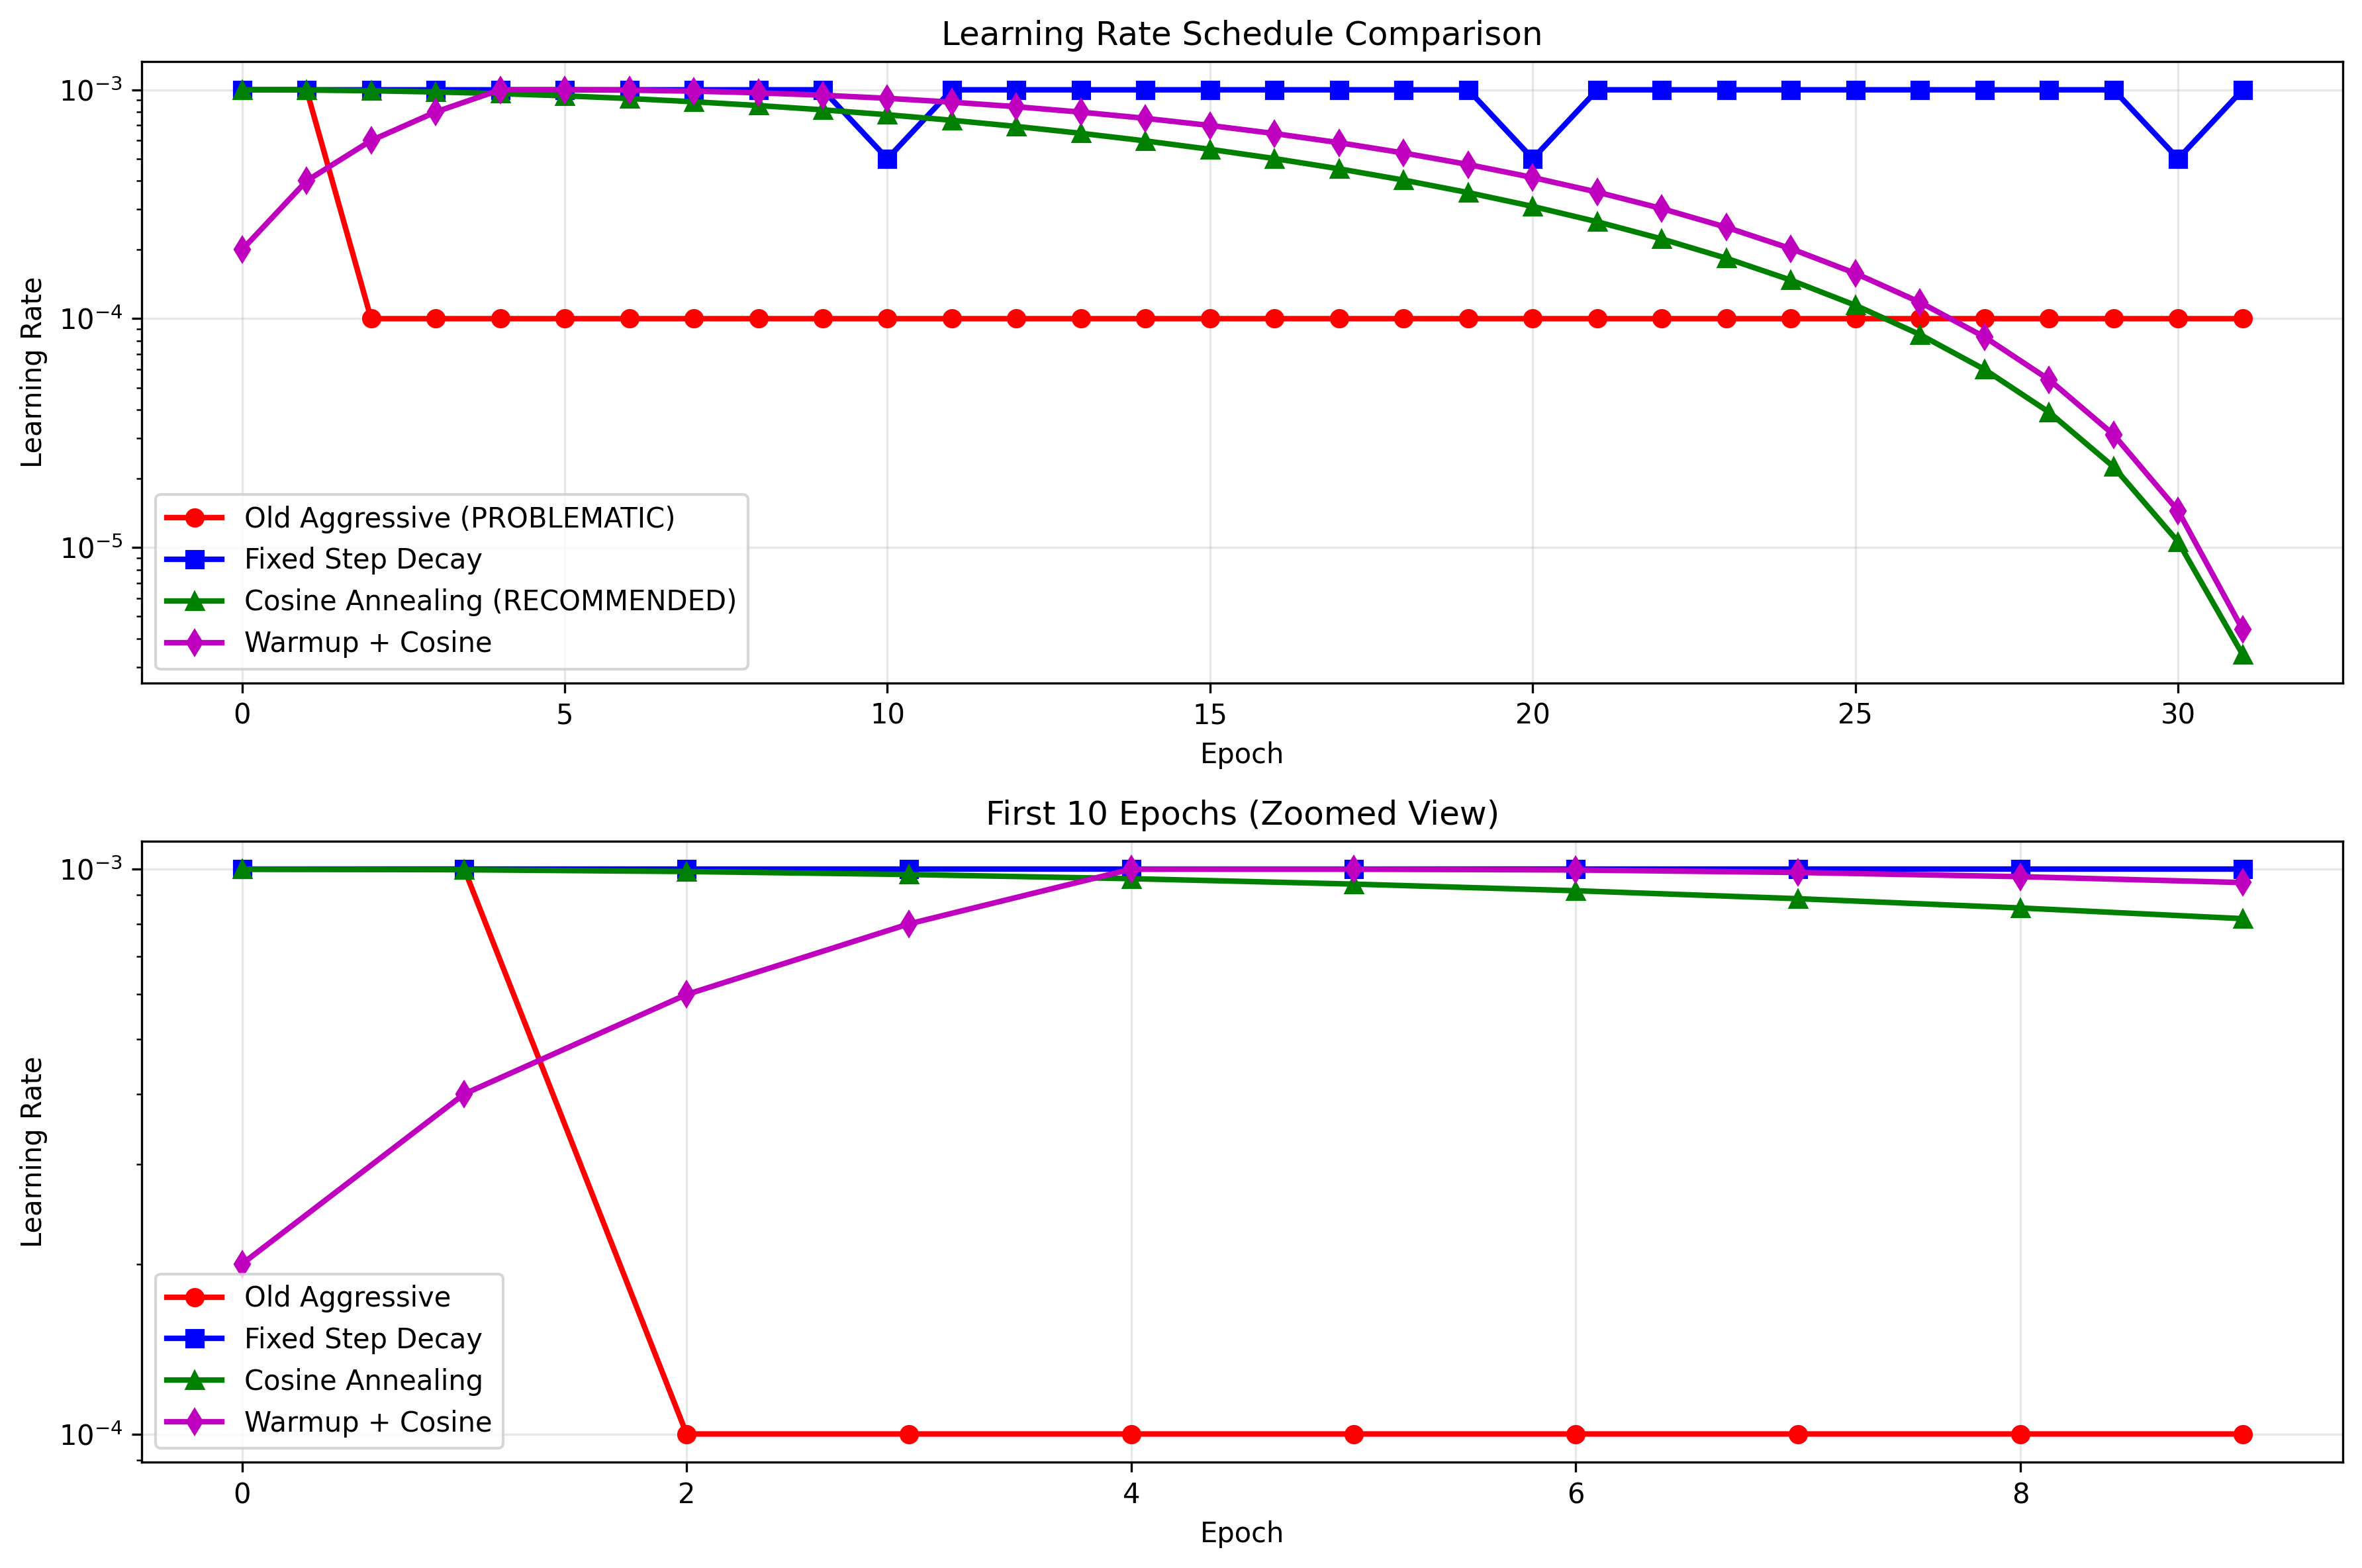 Learning Rate Schedule Comparison
Learning Rate
10⁻³
10⁻⁴
10⁻⁵
Old Aggressive (PROBLEMATIC)
Fixed Step Decay
Cosine Annealing (RECOMMENDED)
Warmup + Cosine
0 5 10 15 20 25 30
Epoch
First 10 Epochs (Zoomed View)
Learning Rate
10⁻³
10⁻⁴
Old Aggressive
Fixed Step Decay
Cosine Annealing
Warmup + Cosine
0 2 4 6 8
Epoch